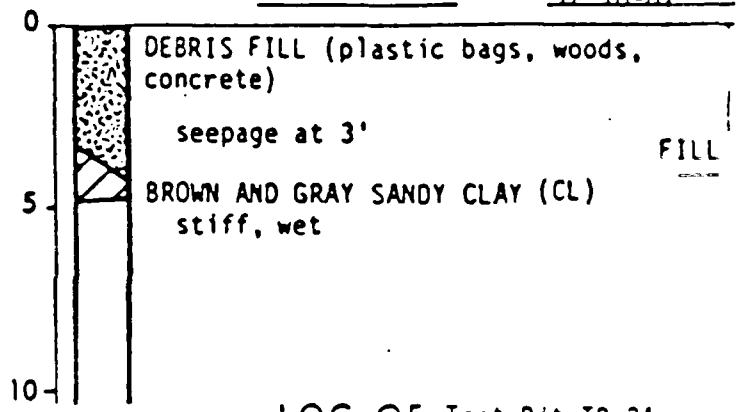 0
DEBRIS FILL (plastic bags, woods,
concrete)
seepage at 3'
FILL
5
BROWN AND GRAY SANDY CLAY (CL)
stiff, wet
10
LOG OF Test Pit